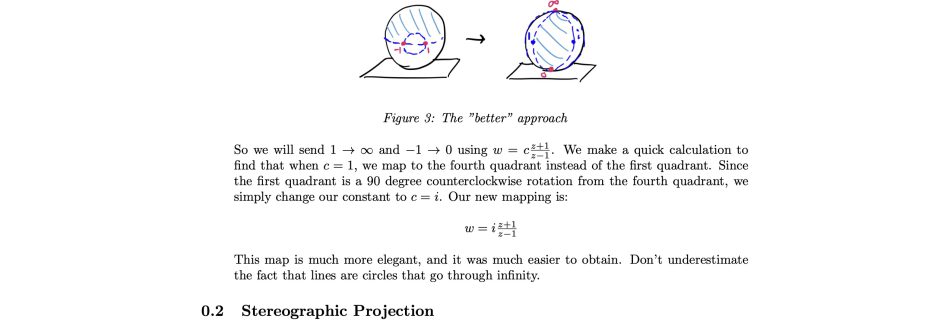 ∞
-1 1 → 1 i
0
Figure 3: The "better" approach
So we will send 1 → ∞ and −1 → 0 using w = c\frac{z+1}{z−1}. We make a quick calculation to
find that when c = 1, we map to the fourth quadrant instead of the first quadrant. Since
the first quadrant is a 90 degree counterclockwise rotation from the fourth quadrant, we
simply change our constant to c = i. Our new mapping is:
w = i\frac{z+1}{z−1}
This map is much more elegant, and it was much easier to obtain. Don't underestimate
the fact that lines are circles that go through infinity.
0.2 Stereographic Projection